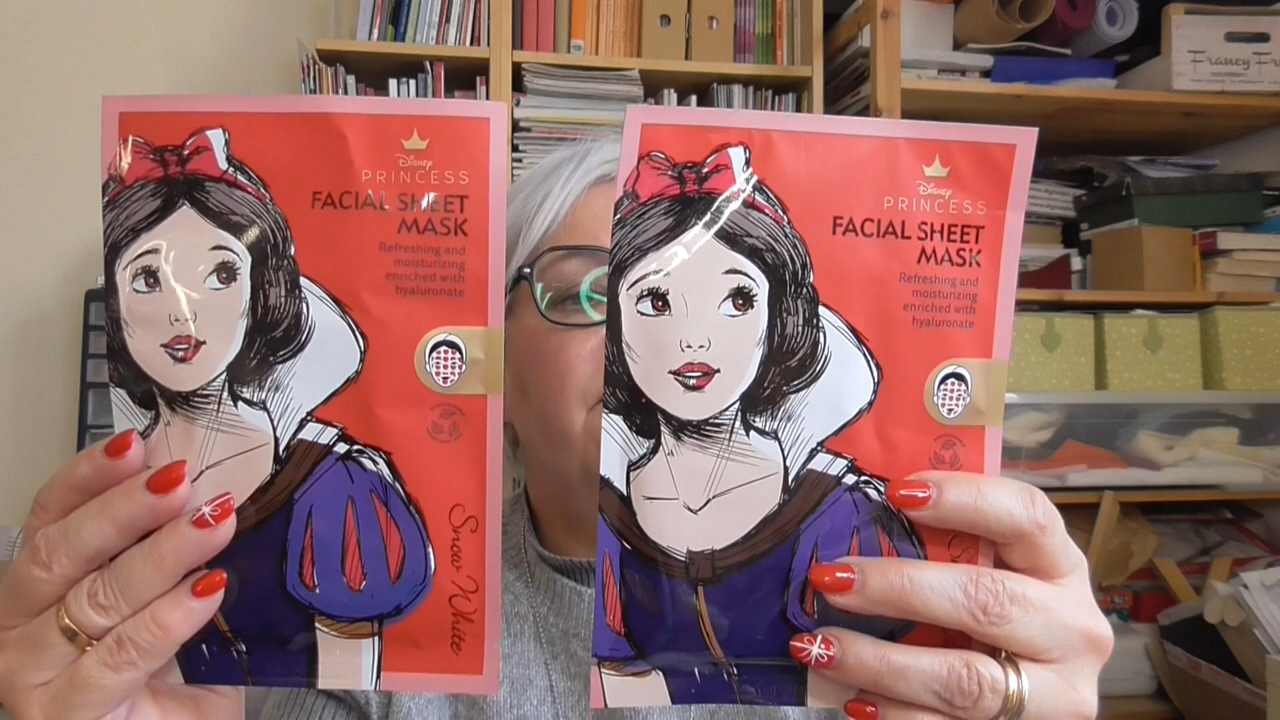 Disney
PRINCESS
FACIAL SHEET
MASK
Refreshing and
moisturizing
enriched with
hyaluronate
Snow White
Disney
PRINCESS
FACIAL SHEET
MASK
Refreshing and
moisturizing
enriched with
hyaluronate